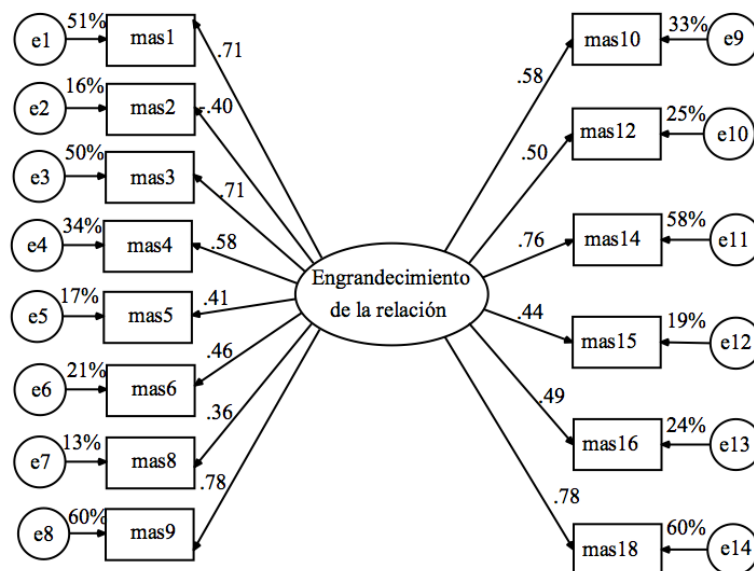 51%
e1
mas1
.71
16%
e2
mas2
-.40
50%
e3
mas3
.71
34%
e4
mas4
.58
17%
e5
mas5
.41
21%
e6
mas6
.46
13%
e7
mas8
.36
60%
e8
mas9
.78
Engrandecimiento
de la relación
.58
mas10
33%
e9
.50
mas12
25%
e10
.76
mas14
58%
e11
.44
mas15
19%
e12
.49
mas16
24%
e13
.78
mas18
60%
e14